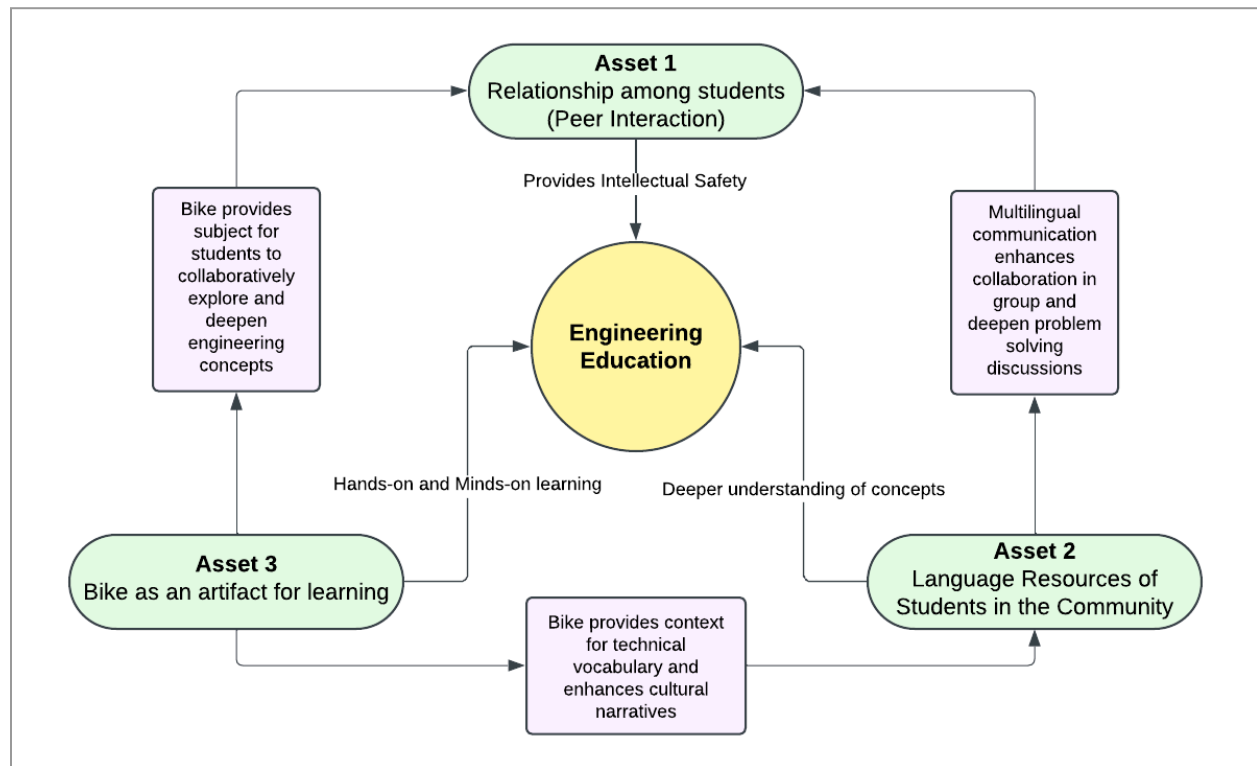 Asset 1
Relationship among students
(Peer Interaction)
Provides Intellectual Safety
Bike provides
subject for
students to
collaboratively
explore and
deepen
engineering
concepts
Multilingual
communication
enhances
collaboration in
group and
deepen problem
solving
discussions
Engineering
Education
Hands-on and Minds-on learning
Deeper understanding of concepts
Asset 3
Bike as an artifact for learning
Asset 2
Language Resources of
Students in the Community
Bike provides context
for technical
vocabulary and
enhances cultural
narratives